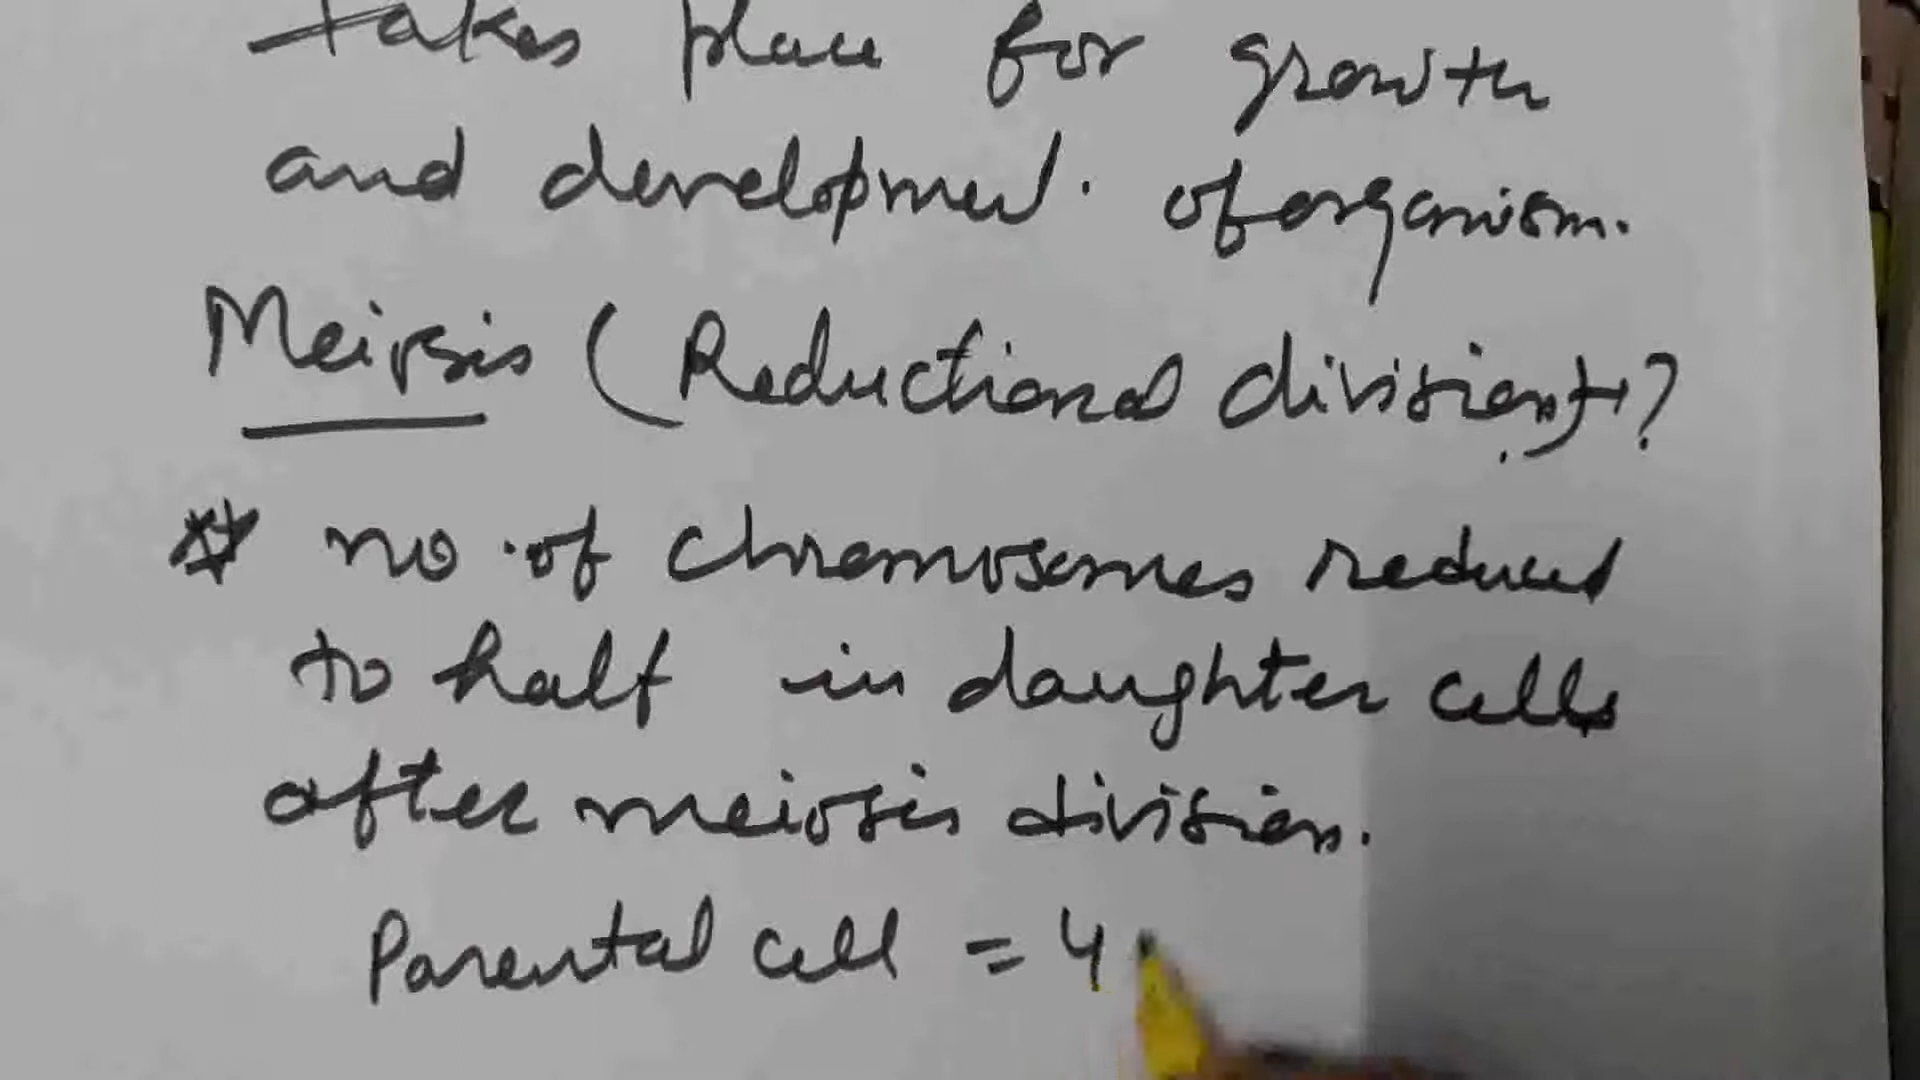 takes place for growth
and development of organism.
Meiosis (Reductional division)→?
☆ no. of chromosomes reduced
to half in daughter cells
after meiosis division.
Parental cell = 4